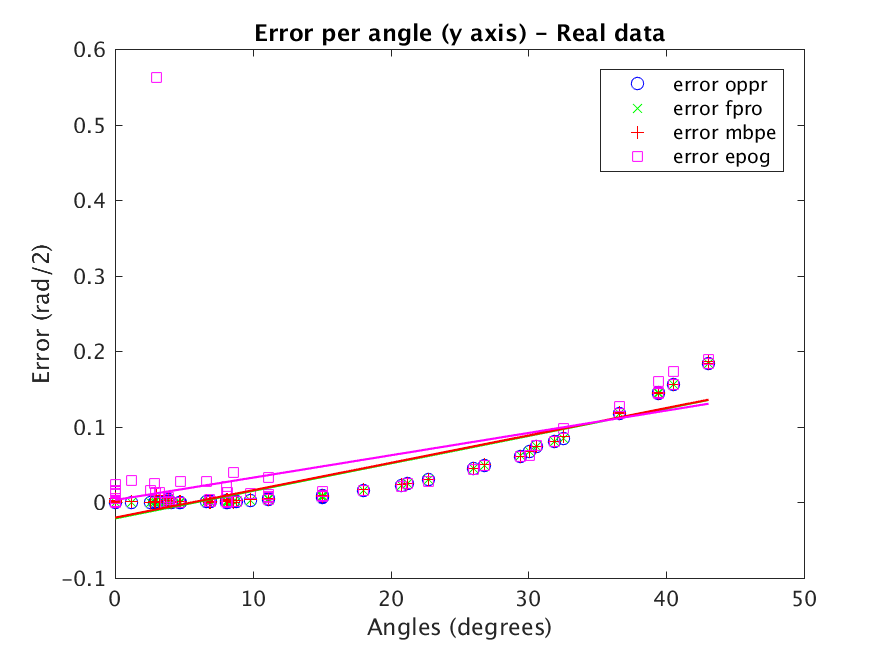 Error per angle (y axis) - Real data
error oppr
error fpro
error mbpe
error epog
0.6
0.5
0.4
0.3
0.2
0.1
0
-0.1
Error (rad/2)
0 10 20 30 40 50
Angles (degrees)